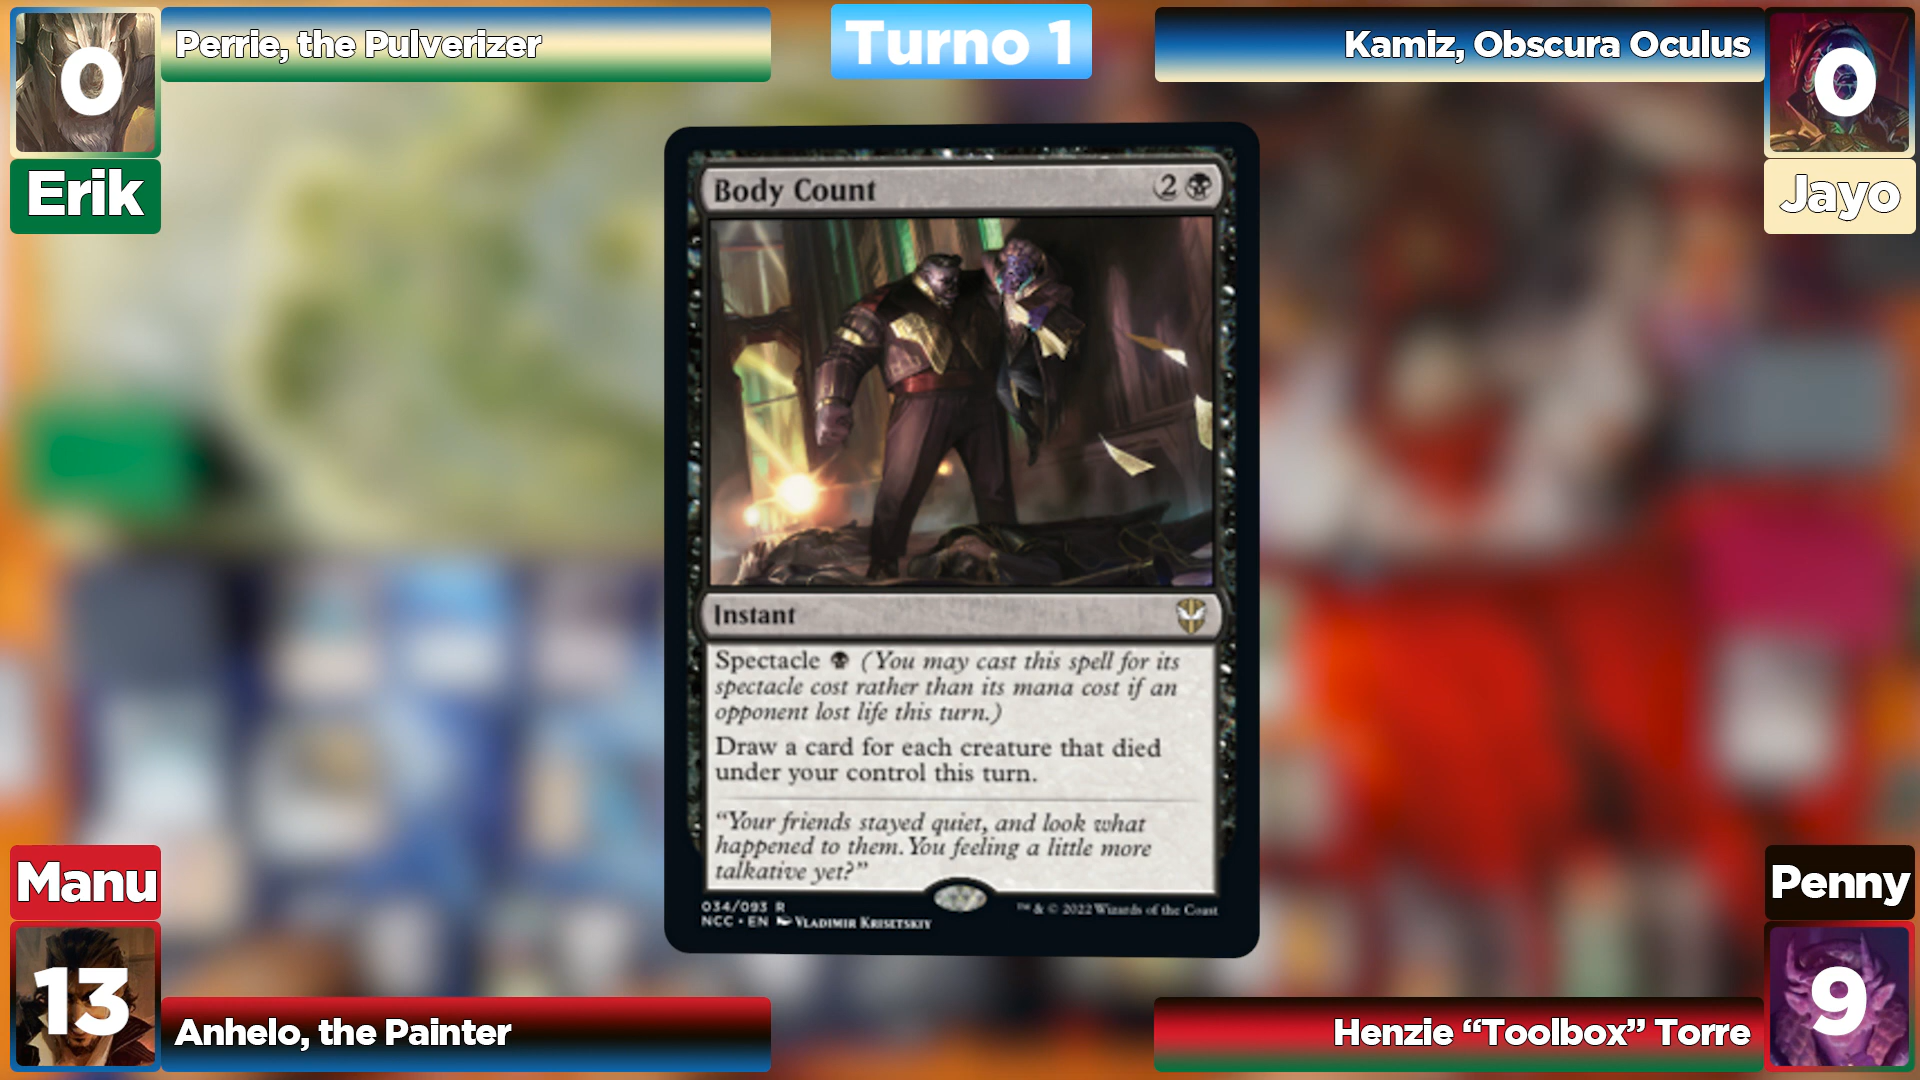 0
Perrie, the Pulverizer
Turno 1
Kamiz, Obscura Oculus
0
Erik
Jayo
Body Count 2
Instant
Spectacle (You may cast this spell for its
spectacle cost rather than its mana cost if an
opponent lost life this turn.)
Draw a card for each creature that died
under your control this turn.
“Your friends stayed quiet, and look what
happened to them. You feeling a little more
talkative yet?”
034/093 R
NCC • EN Vladimir Krisetskiy
™ & © 2022 Wizards of the Coast
Manu
13
Anhelo, the Painter
Penny
9
Henzie “Toolbox” Torre